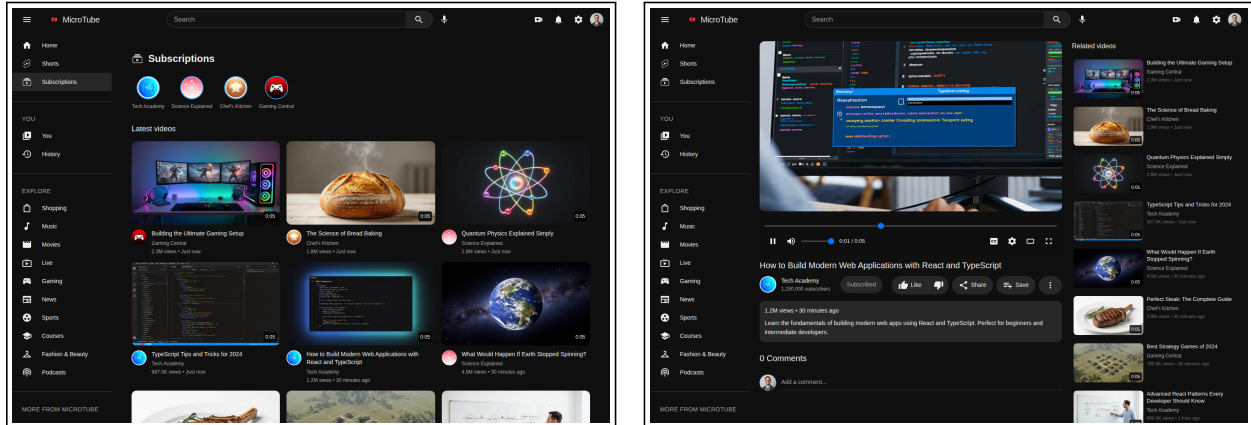 MicroTube
Search
Home
Shorts
Subscriptions
YOU
You
History
EXPLORE
Shopping
Music
Movies
Live
Gaming
News
Sports
Courses
Fashion & Beauty
Podcasts
MORE FROM MICROTUBE
Subscriptions
Tech Academy
Science Explained
Chef's Kitchen
Gaming Central
Latest videos
0:05
0:05
0:05
Building the Ultimate Gaming Setup
Gaming Central
2.3M views • Just now
The Science of Bread Baking
Chef's Kitchen
1.8M views • Just now
Quantum Physics Explained Simply
Science Explained
2.8M views • Just now
0:05
0:05
0:05
TypeScript Tips and Tricks for 2024
Tech Academy
567.0K views • Just now
How to Build Modern Web Applications with
React and TypeScript
Tech Academy
1.2M views • 30 minutes ago
What Would Happen If Earth Stopped Spinning?
Science Explained
4.5M views • 30 minutes ago
MicroTube
Search
Home
Shorts
Subscriptions
YOU
You
History
EXPLORE
Shopping
Music
Movies
Live
Gaming
News
Sports
Courses
Fashion & Beauty
Podcasts
MORE FROM MICROTUBE
0:01 / 0:05
How to Build Modern Web Applications with React and TypeScript
Tech Academy
1,250,000 subscribers
Subscribed
Like
Share
Save
1.2M views • 30 minutes ago
Learn the fundamentals of building modern web apps using React and TypeScript. Perfect for beginners and
intermediate developers.
0 Comments
Add a comment...
Related videos
Building the Ultimate Gaming Setup
Gaming Central
2.3M views • Just now
0:05
The Science of Bread Baking
Chef's Kitchen
1.8M views • Just now
0:05
Quantum Physics Explained Simply
Science Explained
2.8M views • Just now
0:05
TypeScript Tips and Tricks for 2024
Tech Academy
567.0K views • Just now
0:05
What Would Happen If Earth
Stopped Spinning?
Science Explained
4.5M views • 30 minutes ago
0:05
Perfect Steak: The Complete Guide
Chef's Kitchen
0:05
Best Strategy Games of 2024
Gaming Central
0:05
Advanced React Patterns Every
Developer Should Know
Tech Academy